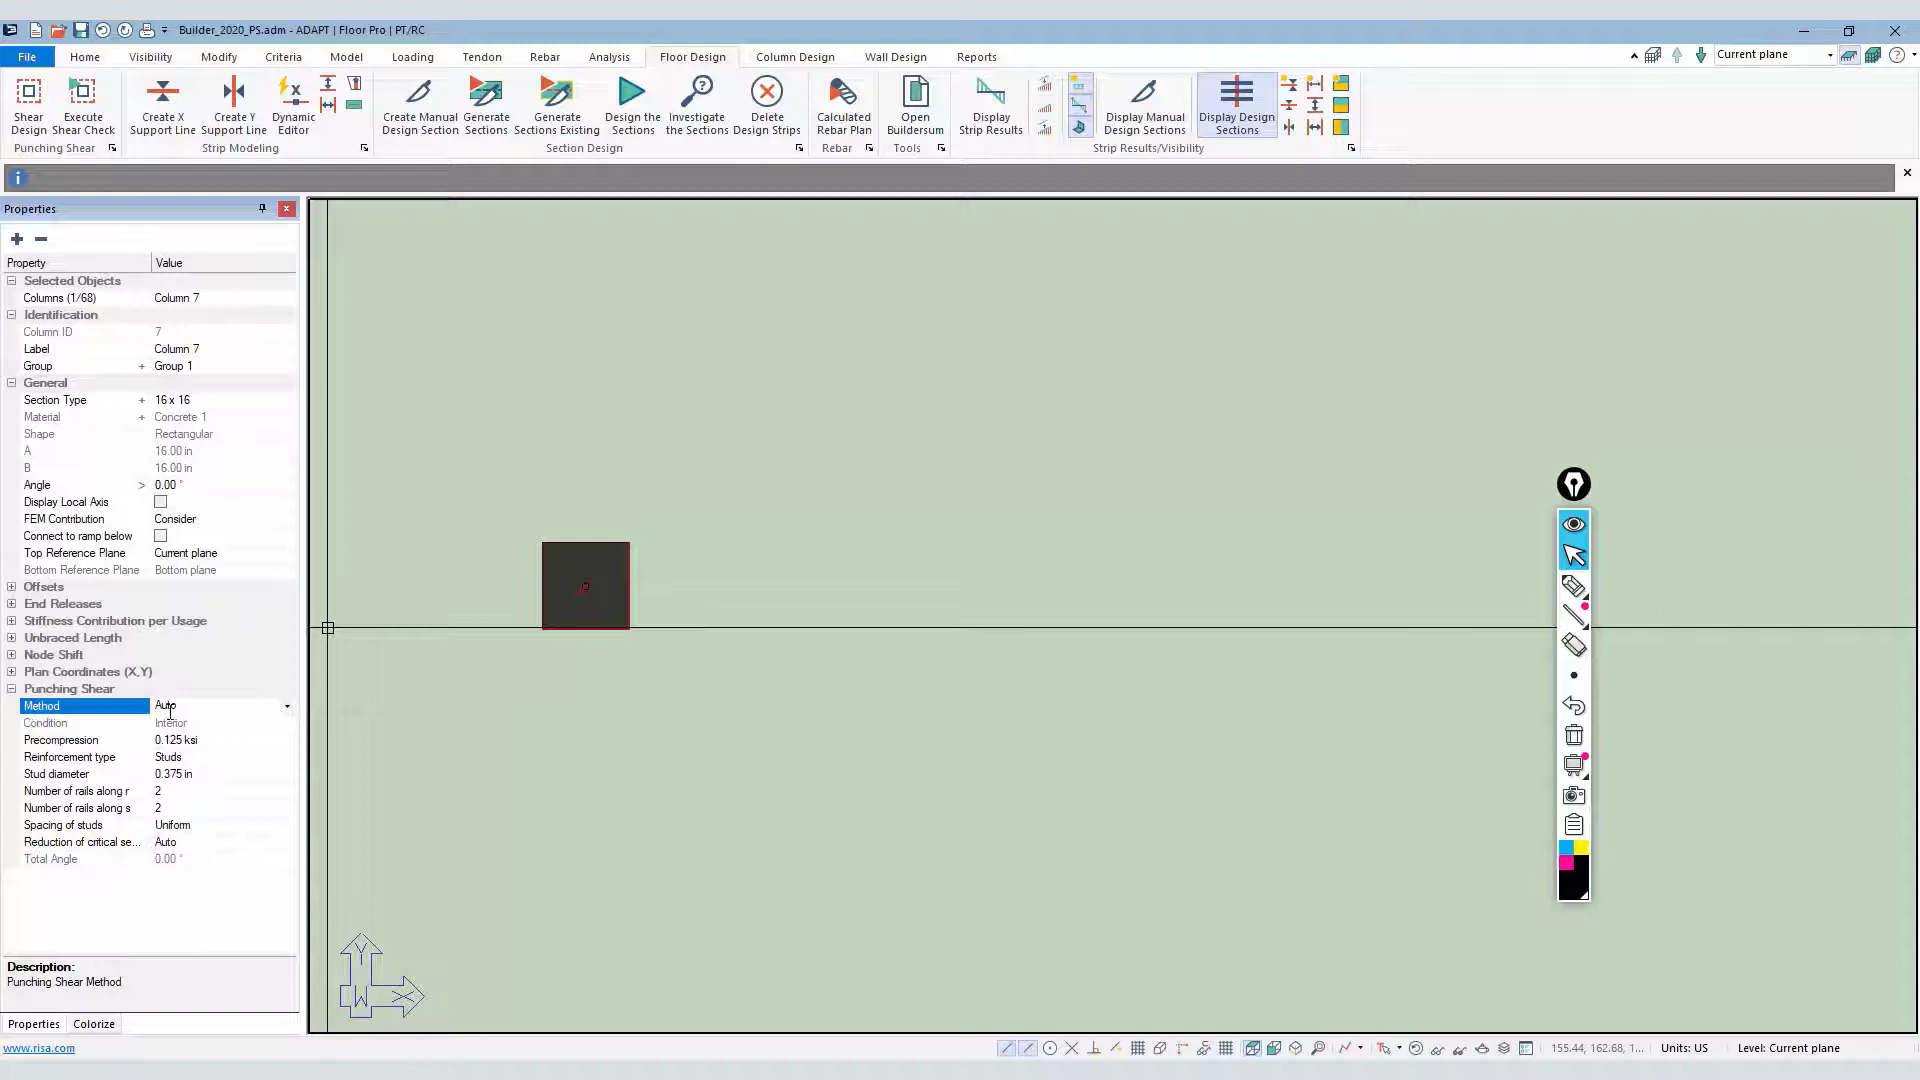 Builder_2020_PS.adm - ADAPT | Floor Pro | PT/RC
File Home Visibility Modify Criteria Model Loading Tendon Rebar Analysis Floor Design Column Design Wall Design Reports Current plane
Shear Design
Execute Shear Check
Punching Shear
Create X Support Line
Create Y Support Line
Dynamic Editor
Strip Modeling
Create Manual Design Section
Generate Sections
Generate Sections Existing
Design the Sections
Investigate the Sections
Delete Design Strips
Section Design
Calculated Rebar Plan
Rebar
Open Buildersum
Tools
Display Strip Results
Display Manual Design Sections
Display Design Sections
Strip Results/Visibility
Properties
Property Value
Selected Objects
Columns (1/68) Column 7
Identification
Column ID 7
Label Column 7
Group + Group 1
General
Section Type + 16 x 16
Material + Concrete 1
Shape Rectangular
A 16.00 in
B 16.00 in
Angle > 0.00 °
Display Local Axis
FEM Contribution Consider
Connect to ramp below
Top Reference Plane Current plane
Bottom Reference Plane Bottom plane
Offsets
End Releases
Stiffness Contribution per Usage
Unbraced Length
Node Shift
Plan Coordinates (X,Y)
Punching Shear
Method Auto
Condition Interior
Precompression 0.125 ksi
Reinforcement type Studs
Stud diameter 0.375 in
Number of rails along r 2
Number of rails along s 2
Spacing of studs Uniform
Reduction of critical se... Auto
Total Angle 0.00 °
Y
W X
Description:
Punching Shear Method
Properties Colorize
www.risa.com
155.44, 162.68, 1... Units: US Level: Current plane